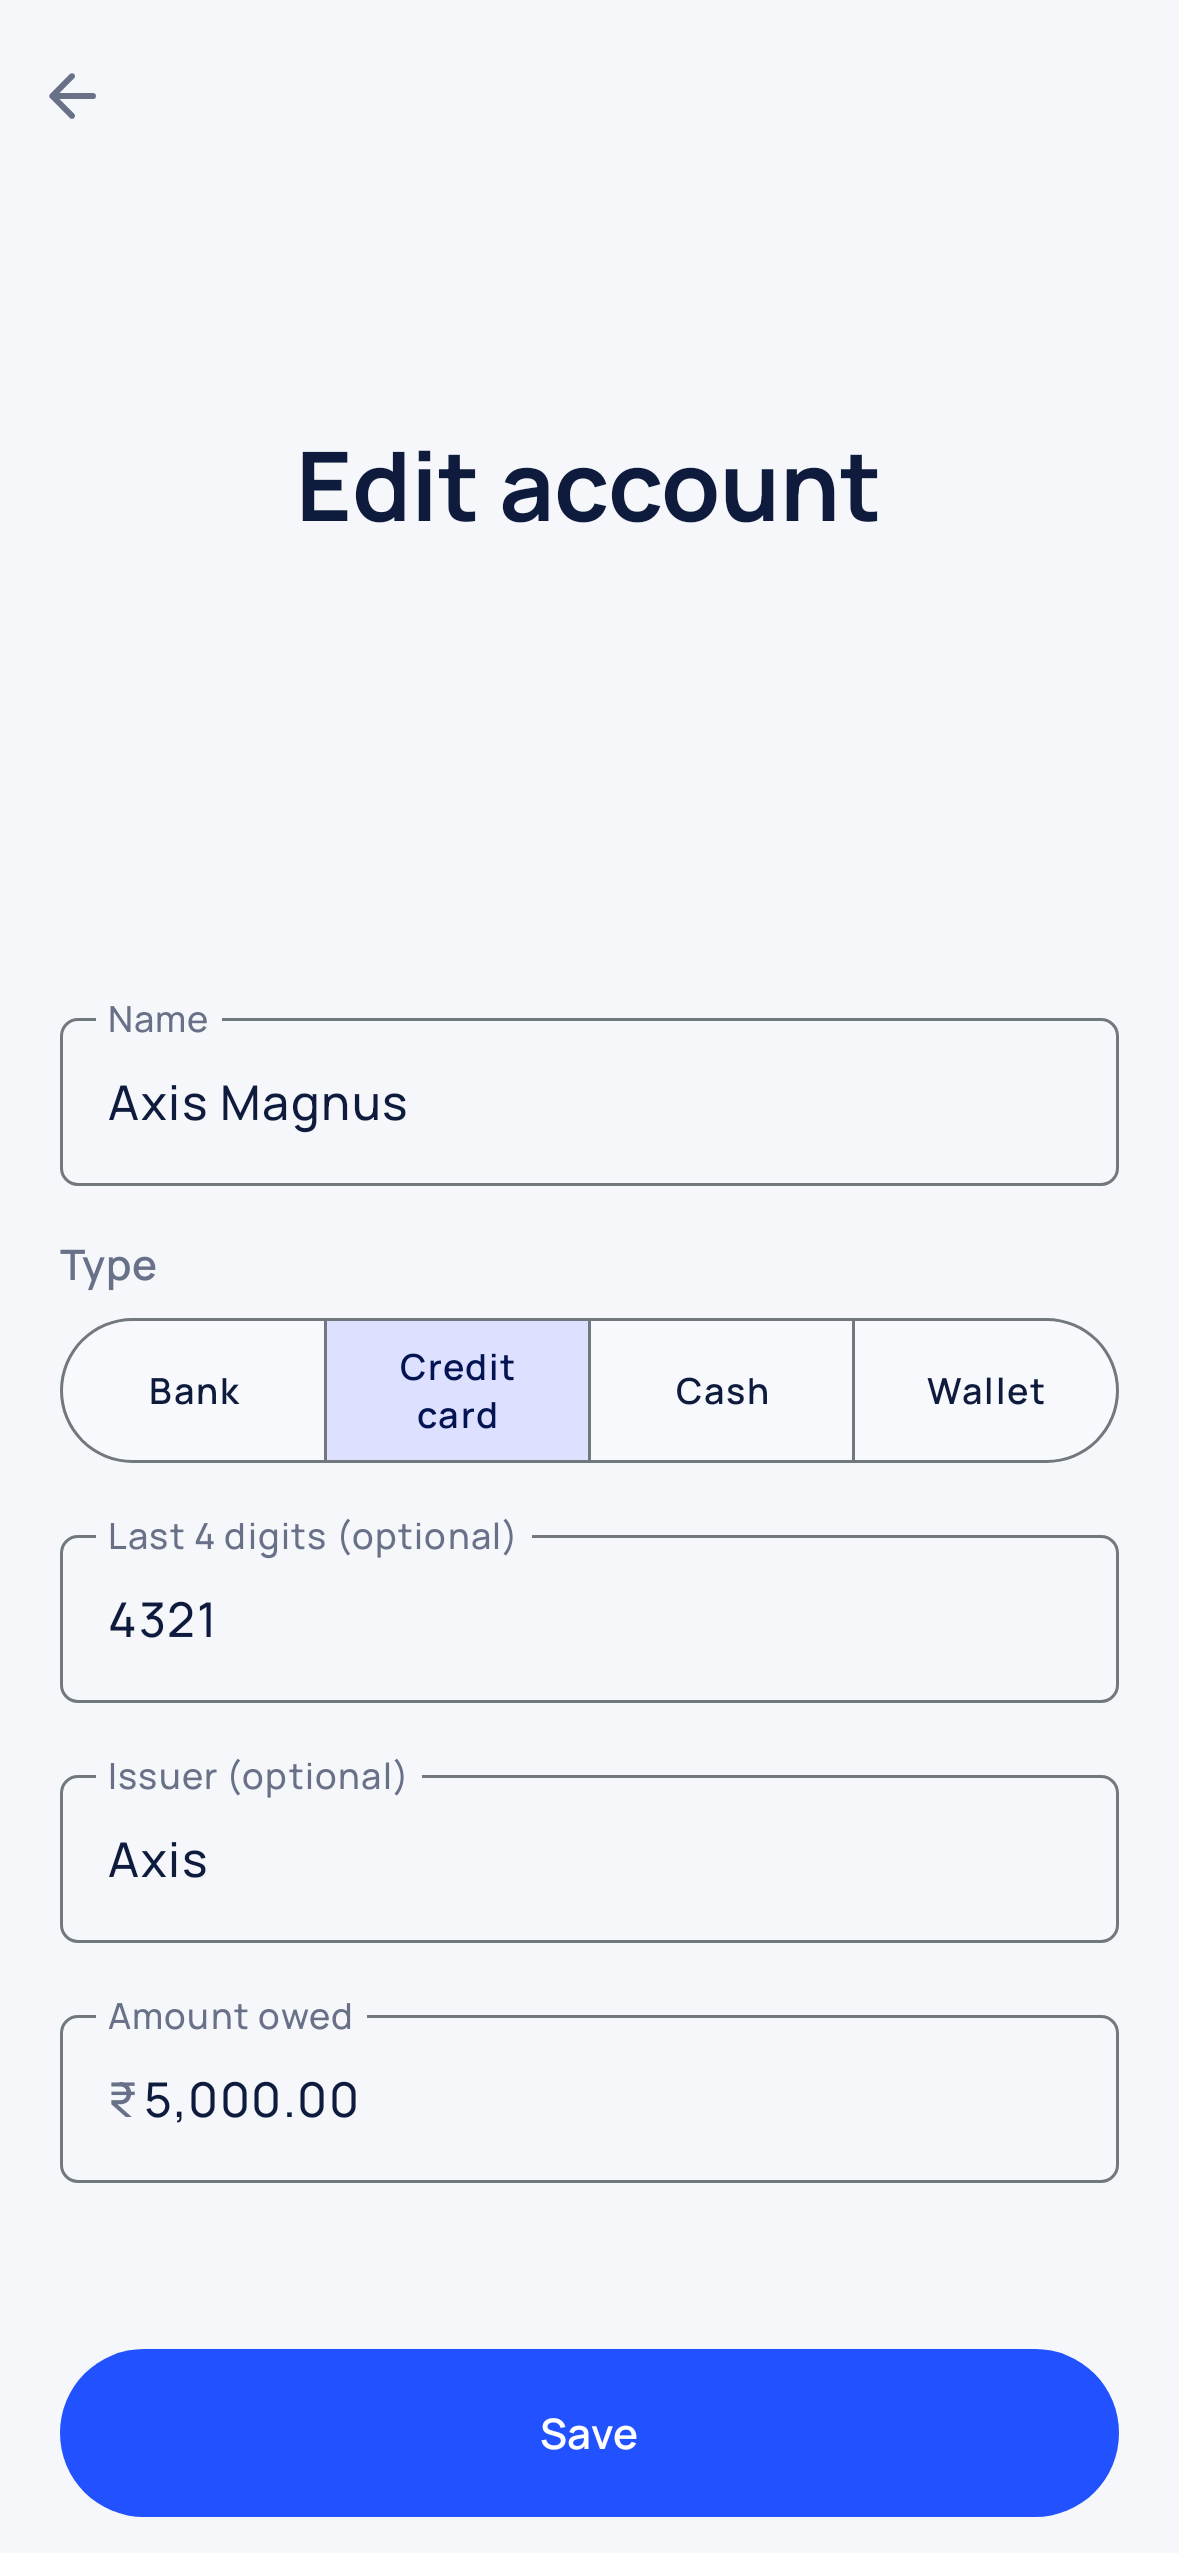 Edit account
Name
Axis Magnus
Type
Bank
Credit
card
Cash
Wallet
Last 4 digits (optional)
4321
Issuer (optional)
Axis
Amount owed
₹5,000.00
Save